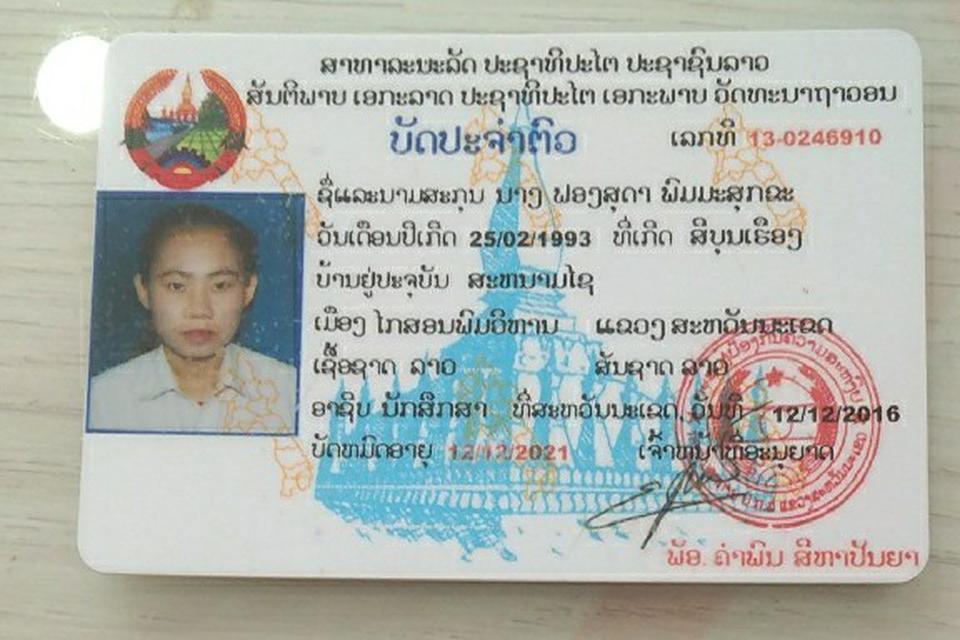 ສາທາລະນະລັດ ປະຊາທິປະໄຕ ປະຊາຊົນລາວ
ສັນຕິພາບ ເອກະລາດ ປະຊາທິປະໄຕ ເອກະພາບ ວັດທະນາຖາວອນ
ບັດປະຈຳຕົວ ເລກທີ 13-0246910
ຊື່ແລະນາມສະກຸນ ນາງ ຟອງສຸດາ ພິມມະສຸກຂະ
ວັນເດືອນປີເກີດ 25/02/1993 ທີ່ເກີດ ສີບຸນເຮືອງ
ບ້ານຢູ່ປະຈຸບັນ ສະຫນາມໄຊ
ເມືອງ ໄກສອນພົມວິຫານ ແຂວງ ສະຫວັນນະເຂດ
ເຊື້ອຊາດ ລາວ ສັນຊາດ ລາວ
ອາຊີບ ນັກສຶກສາ ທີ່ສະຫວັນນະເຂດ, ວັນທີ 12/12/2016
ບັດຫມົດອາຍຸ 12/12/2021 ເຈົ້າຫນ້າທີ່ອະນຸຍາດ
ພັອ. ຄຳພັນ ສີຫາປັນຍາ